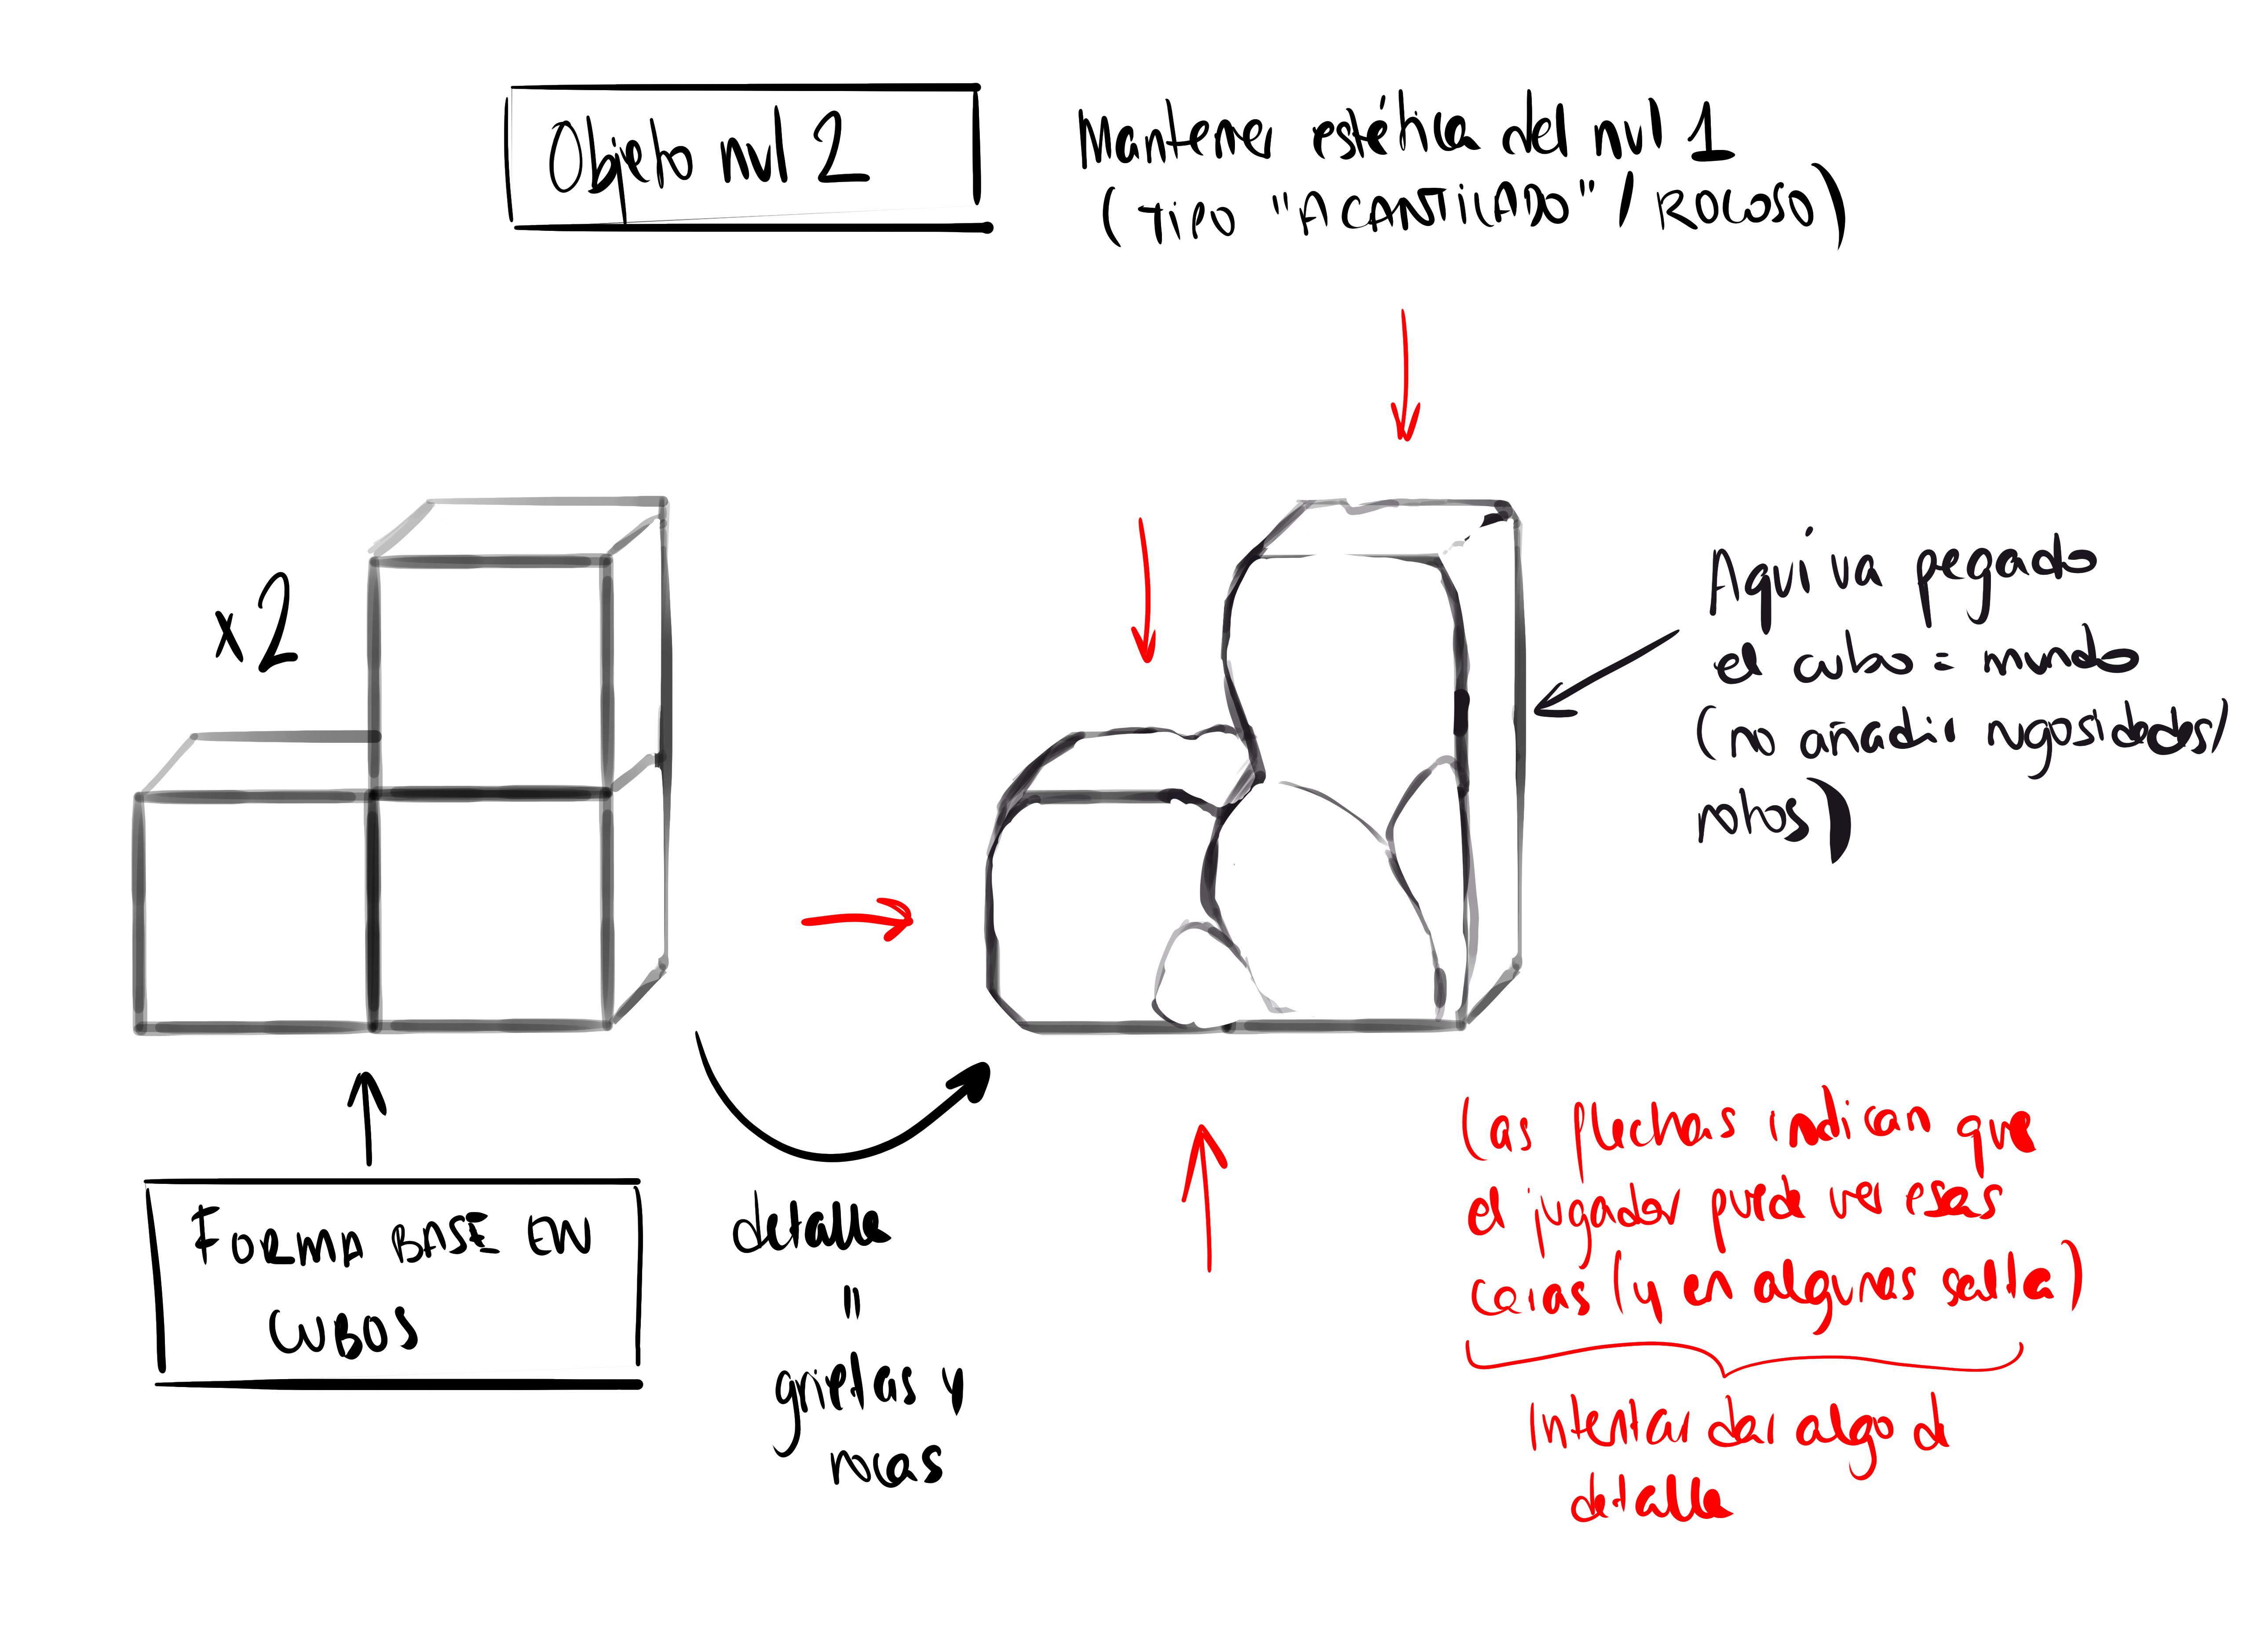 Objeto nvl 2
Mantener estética del nvl 1
(TIPO "ACANTILADO" / ROCOSO)
x2
Aquí va pegado
el cubo = mundo
(no añadir rugosidades/
rotos)
FORMA BASE EN
CUBOS
detalle
=
grietas y
rocas
Las flechas indican que
el jugador puede ver esas
caras (y en algunas salta)
Intentar dar algo d
detalle